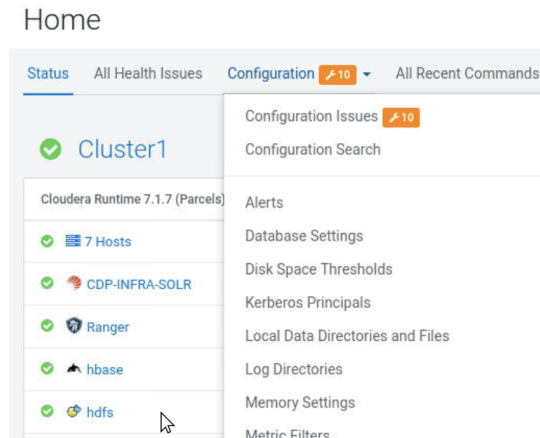 Home
Status All Health Issues Configuration 10 All Recent Commands
Configuration Issues 10
Configuration Search
Cluster1
Cloudera Runtime 7.1.7 (Parcels)
Alerts
7 Hosts
Database Settings
Disk Space Thresholds
CDP-INFRA-SOLR
Kerberos Principals
Ranger
Local Data Directories and Files
hbase
Log Directories
Memory Settings
hdfs
Metric Filters